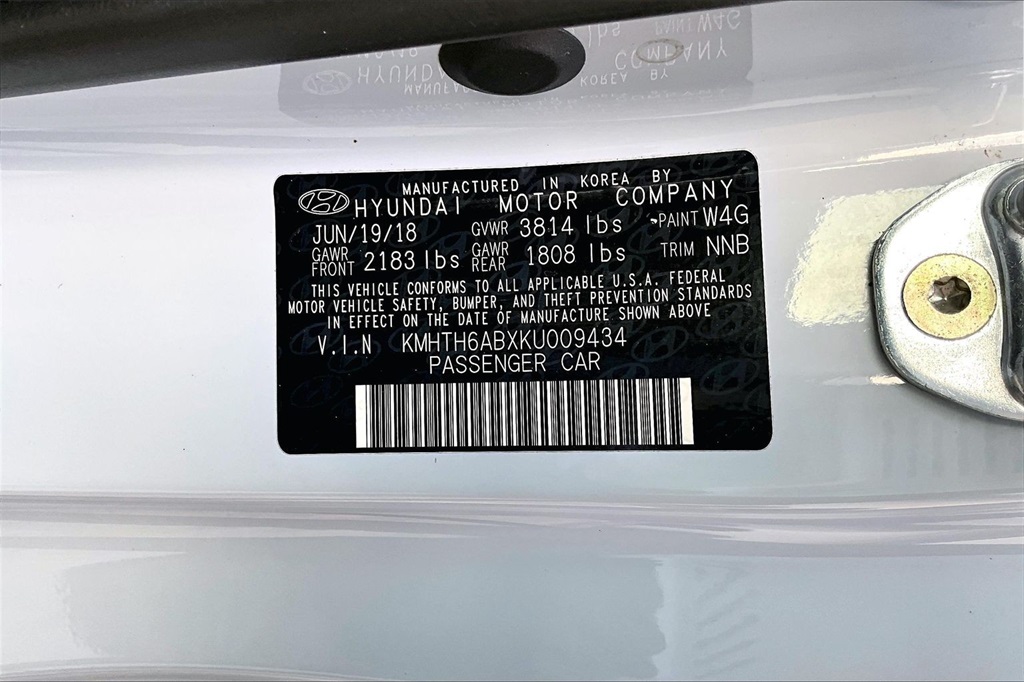 MANUFACTURED IN KOREA BY
HYUNDAI MOTOR COMPANY
JUN/19/18 GVWR 3814 lbs PAINT W4G
GAWR FRONT 2183 lbs GAWR REAR 1808 lbs TRIM NNB
THIS VEHICLE CONFORMS TO ALL APPLICABLE U.S.A. FEDERAL
MOTOR VEHICLE SAFETY, BUMPER, AND THEFT PREVENTION STANDARDS
IN EFFECT ON THE DATE OF MANUFACTURE SHOWN ABOVE
V.I.N KMHTH6ABXKU009434
PASSENGER CAR